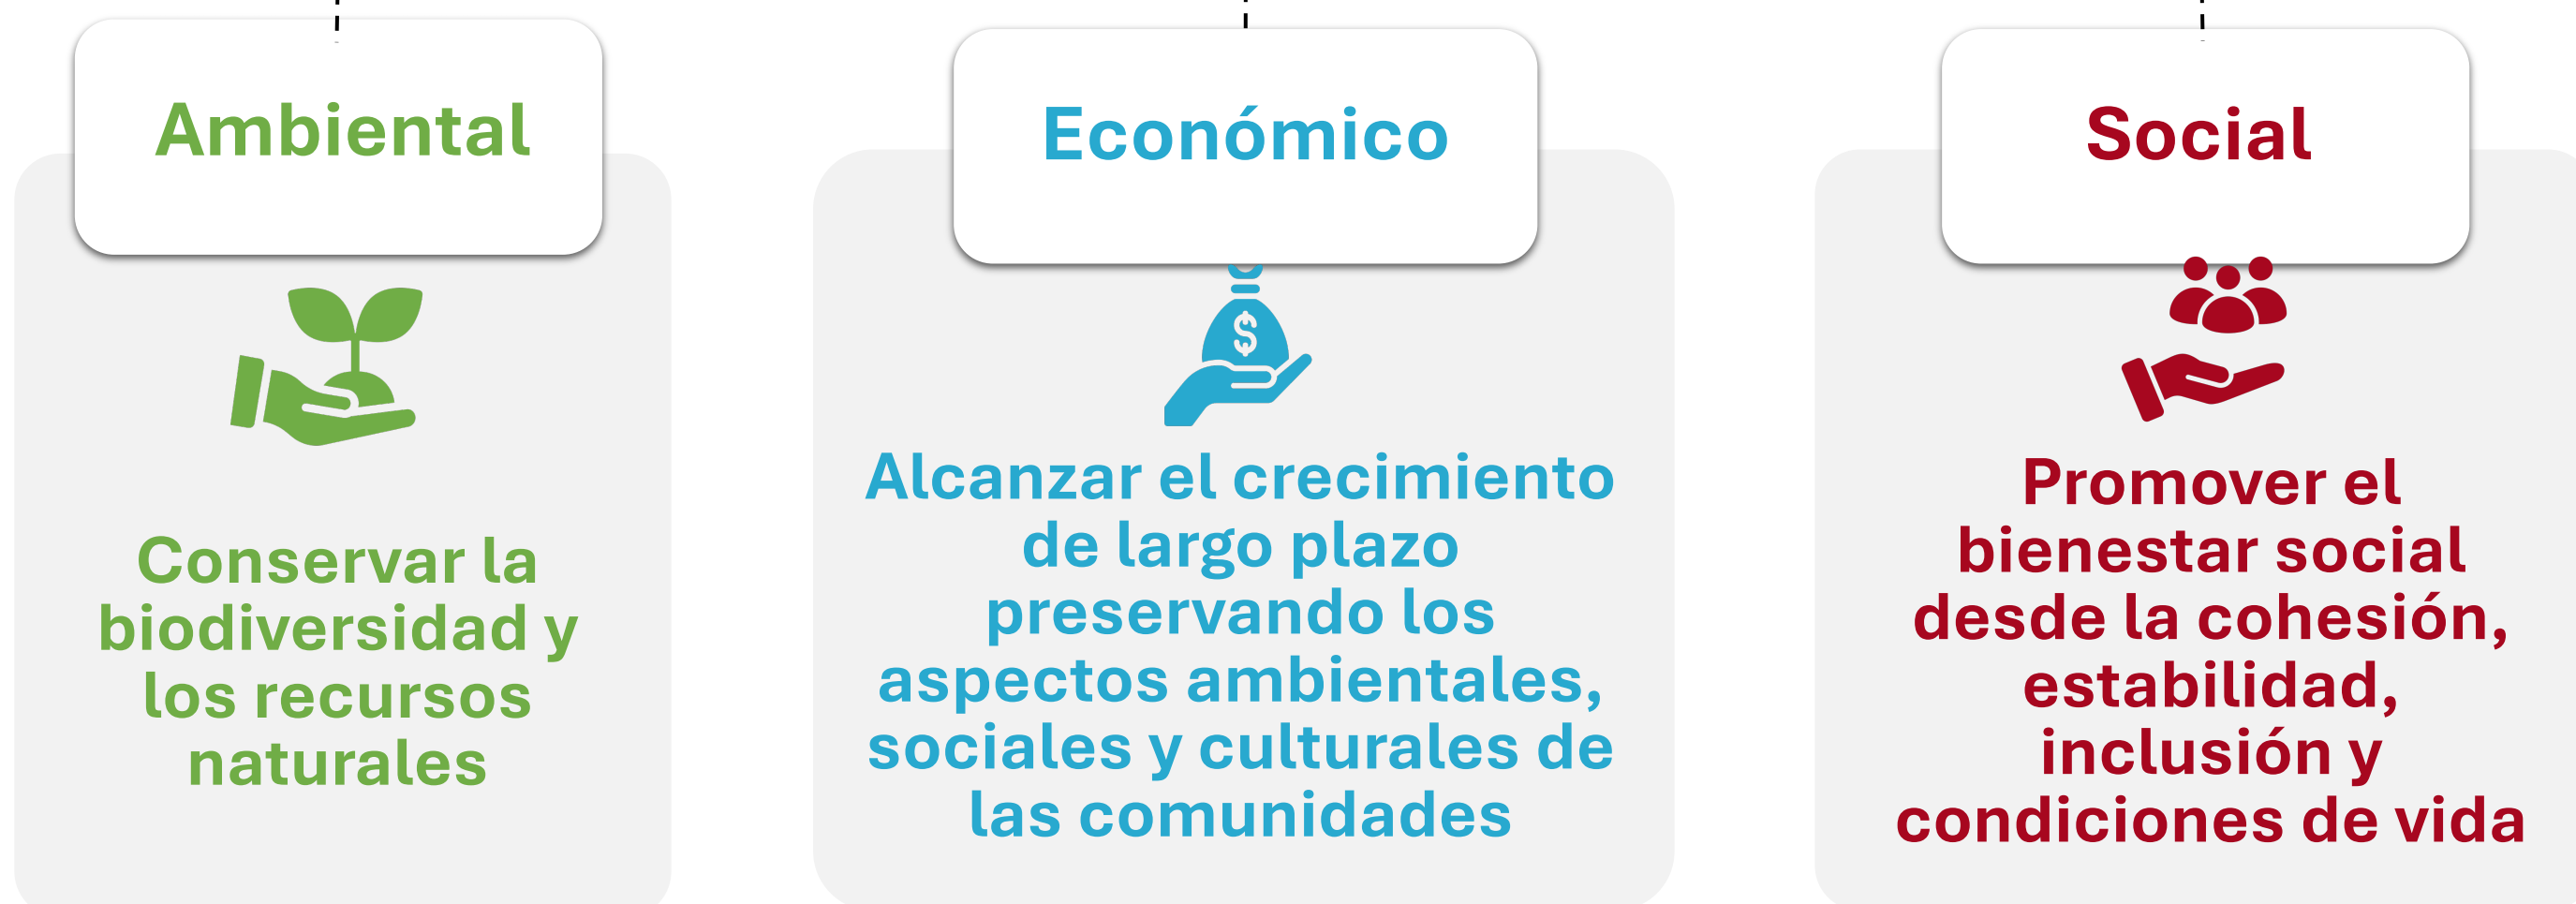 Ambiental
Conservar la
biodiversidad y
los recursos
naturales
Económico
$
Alcanzar el crecimiento
de largo plazo
preservando los
aspectos ambientales,
sociales y culturales de
las comunidades
Social
Promover el
bienestar social
desde la cohesión,
estabilidad,
inclusión y
condiciones de vida